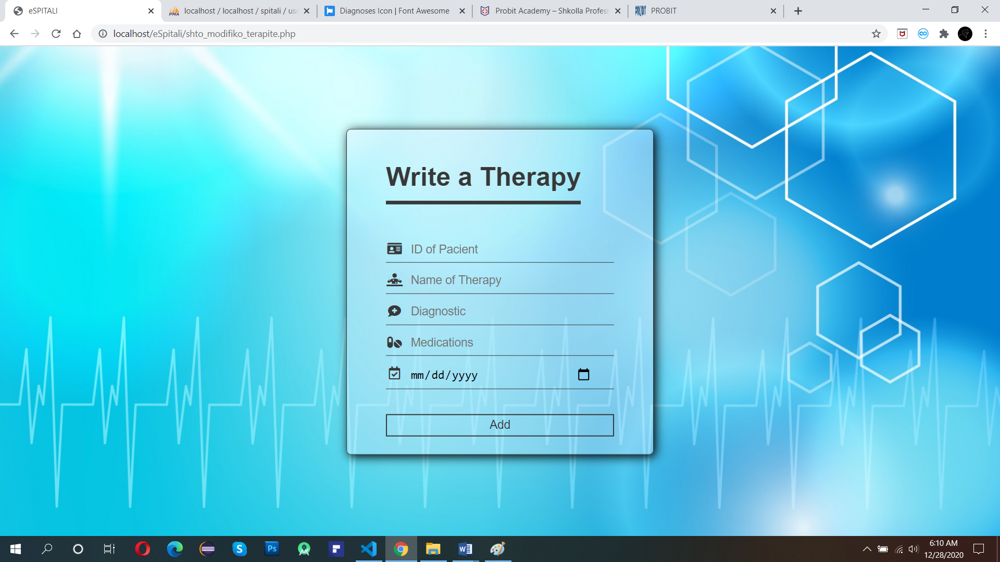 eSPITALI
localhost / localhost / spitali / use
Diagnoses Icon | Font Awesome
Probit Academy – Shkolla Profesi
PROBIT
localhost/eSpitali/shto_modifiko_terapite.php
Write a Therapy
ID of Pacient
Name of Therapy
Diagnostic
Medications
mm/dd/yyyy
Add
6:10 AM
12/28/2020